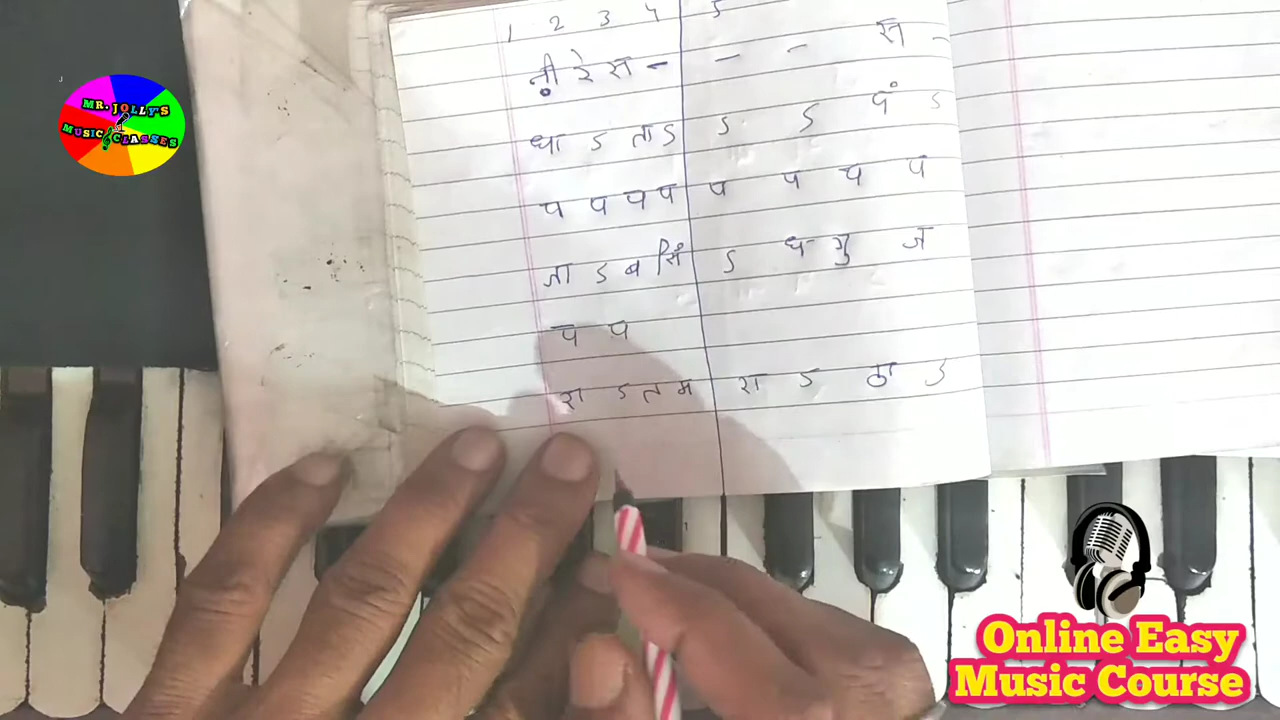 MR. JOLLY'S
MUSIC CLASSES
1 2 3 4 5
नी़ रे स - - - स -
धा ऽ ता ऽ ऽ ऽ पं ऽ
प प प प प प प प
जा ऽ ब सिं ऽ ध गु ज
प प
रा ऽ त म रा ऽ ठा ऽ
Online Easy
Music Course